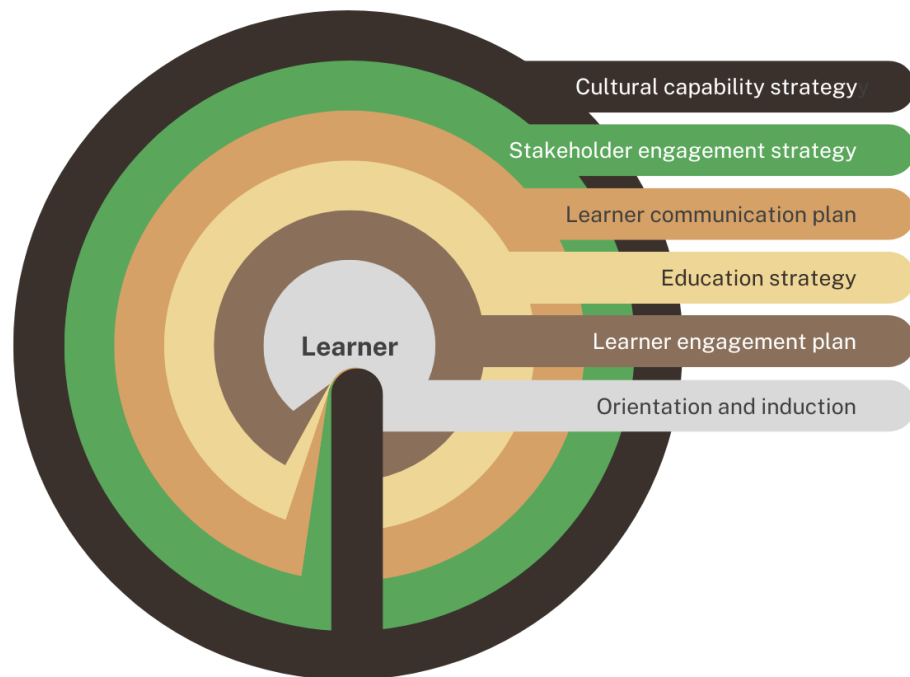 Cultural capability strategy
Stakeholder engagement strategy
Learner communication plan
Education strategy
Learner engagement plan
Learner
Orientation and induction